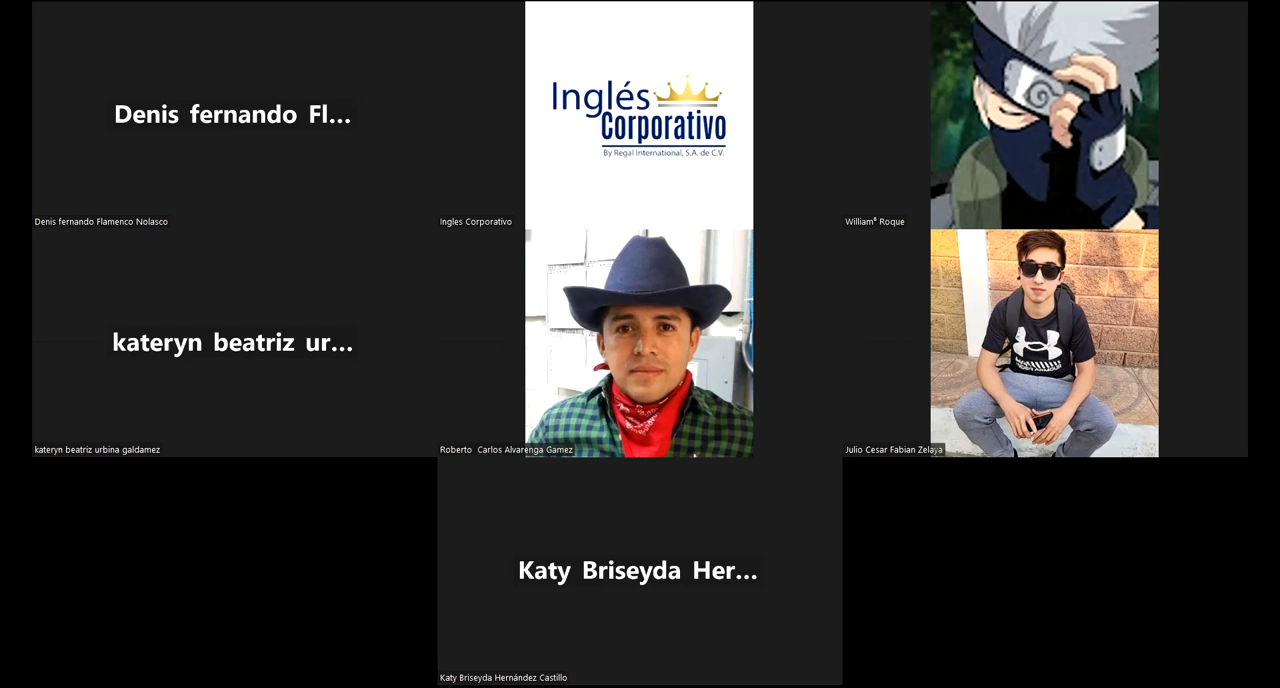 Denis fernando Fl...
Denis fernando Flamenco Nolasco
Inglés
Corporativo
By Regal International, S.A. de C.V.
Ingles Corporativo
William® Roque
kateryn beatriz ur...
kateryn beatriz urbina galdamez
Roberto Carlos Alvarenga Gamez
UNDER ARMOUR
Julio Cesar Fabian Zelaya
Katy Briseyda Her...
Katy Briseyda Hernández Castillo